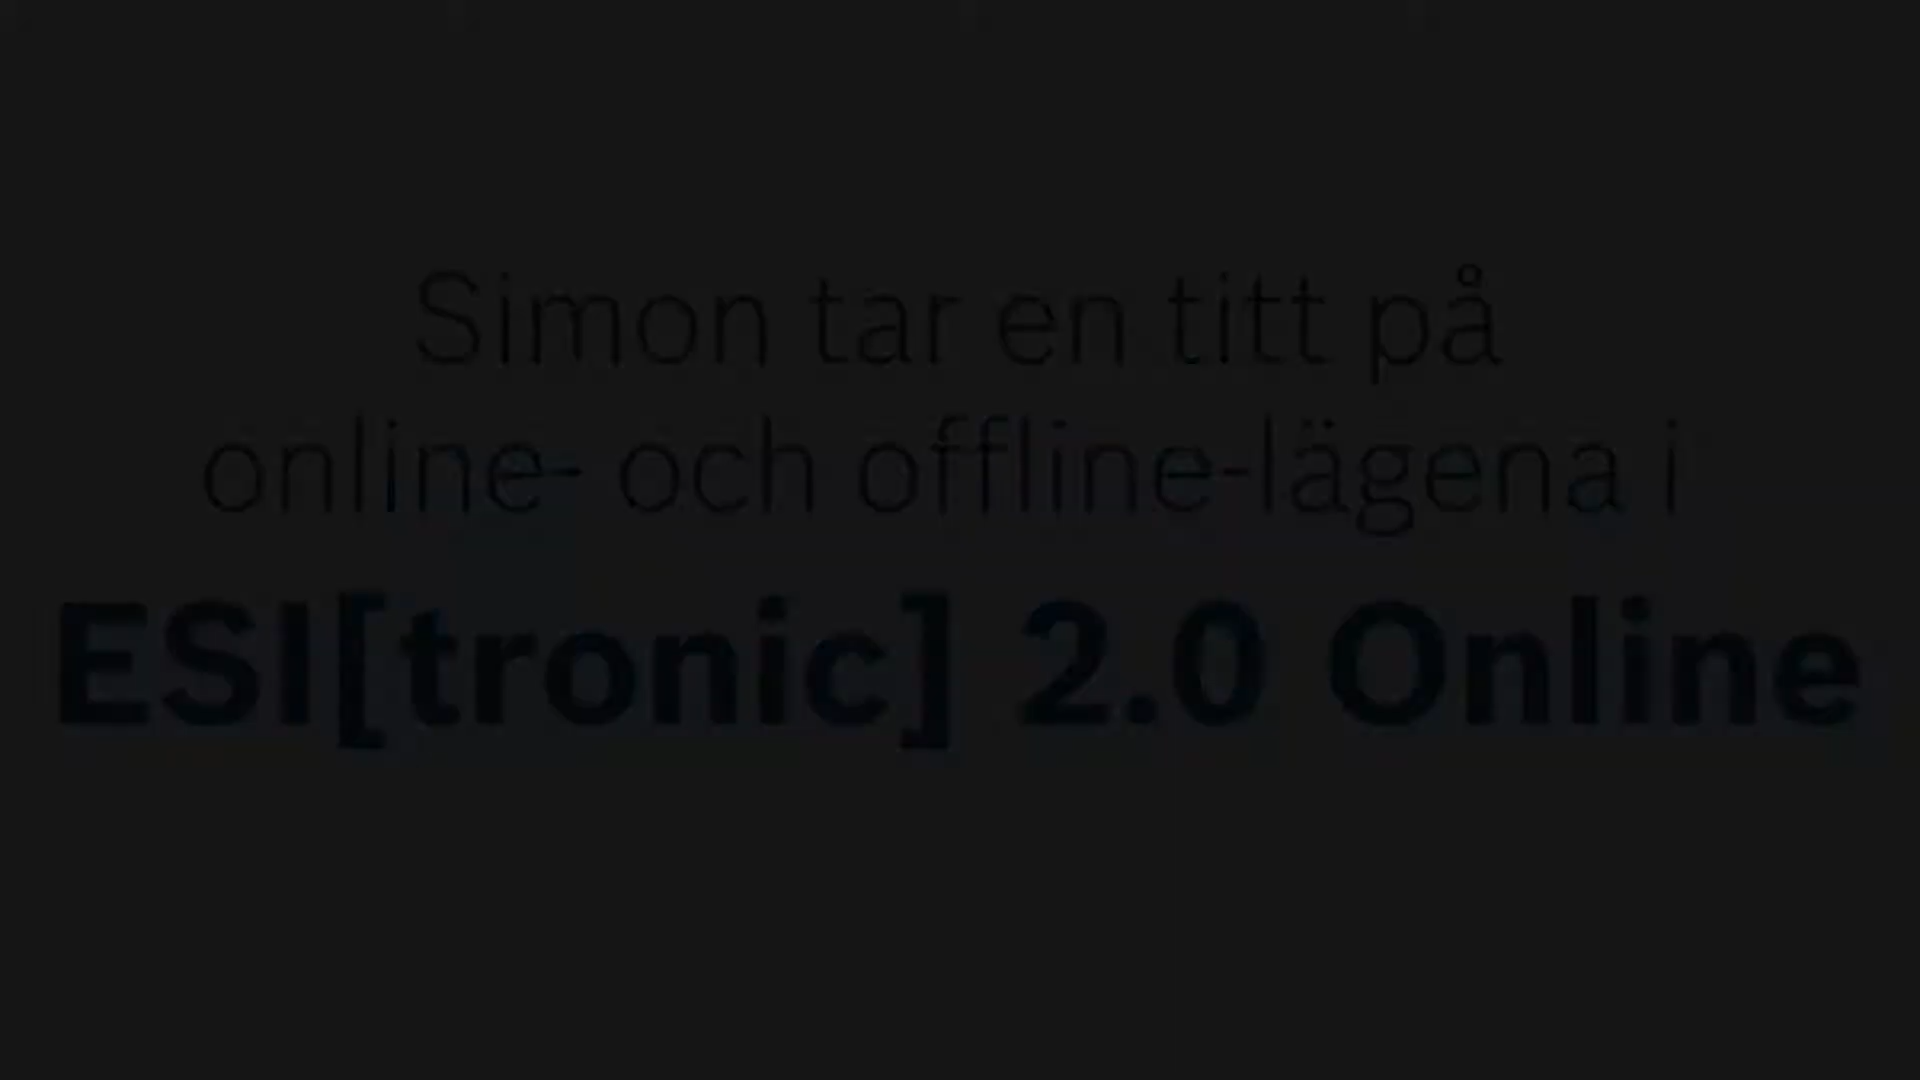 Simon tar en titt på
online- och offline-lägena i
ESI[tronic] 2.0 Online